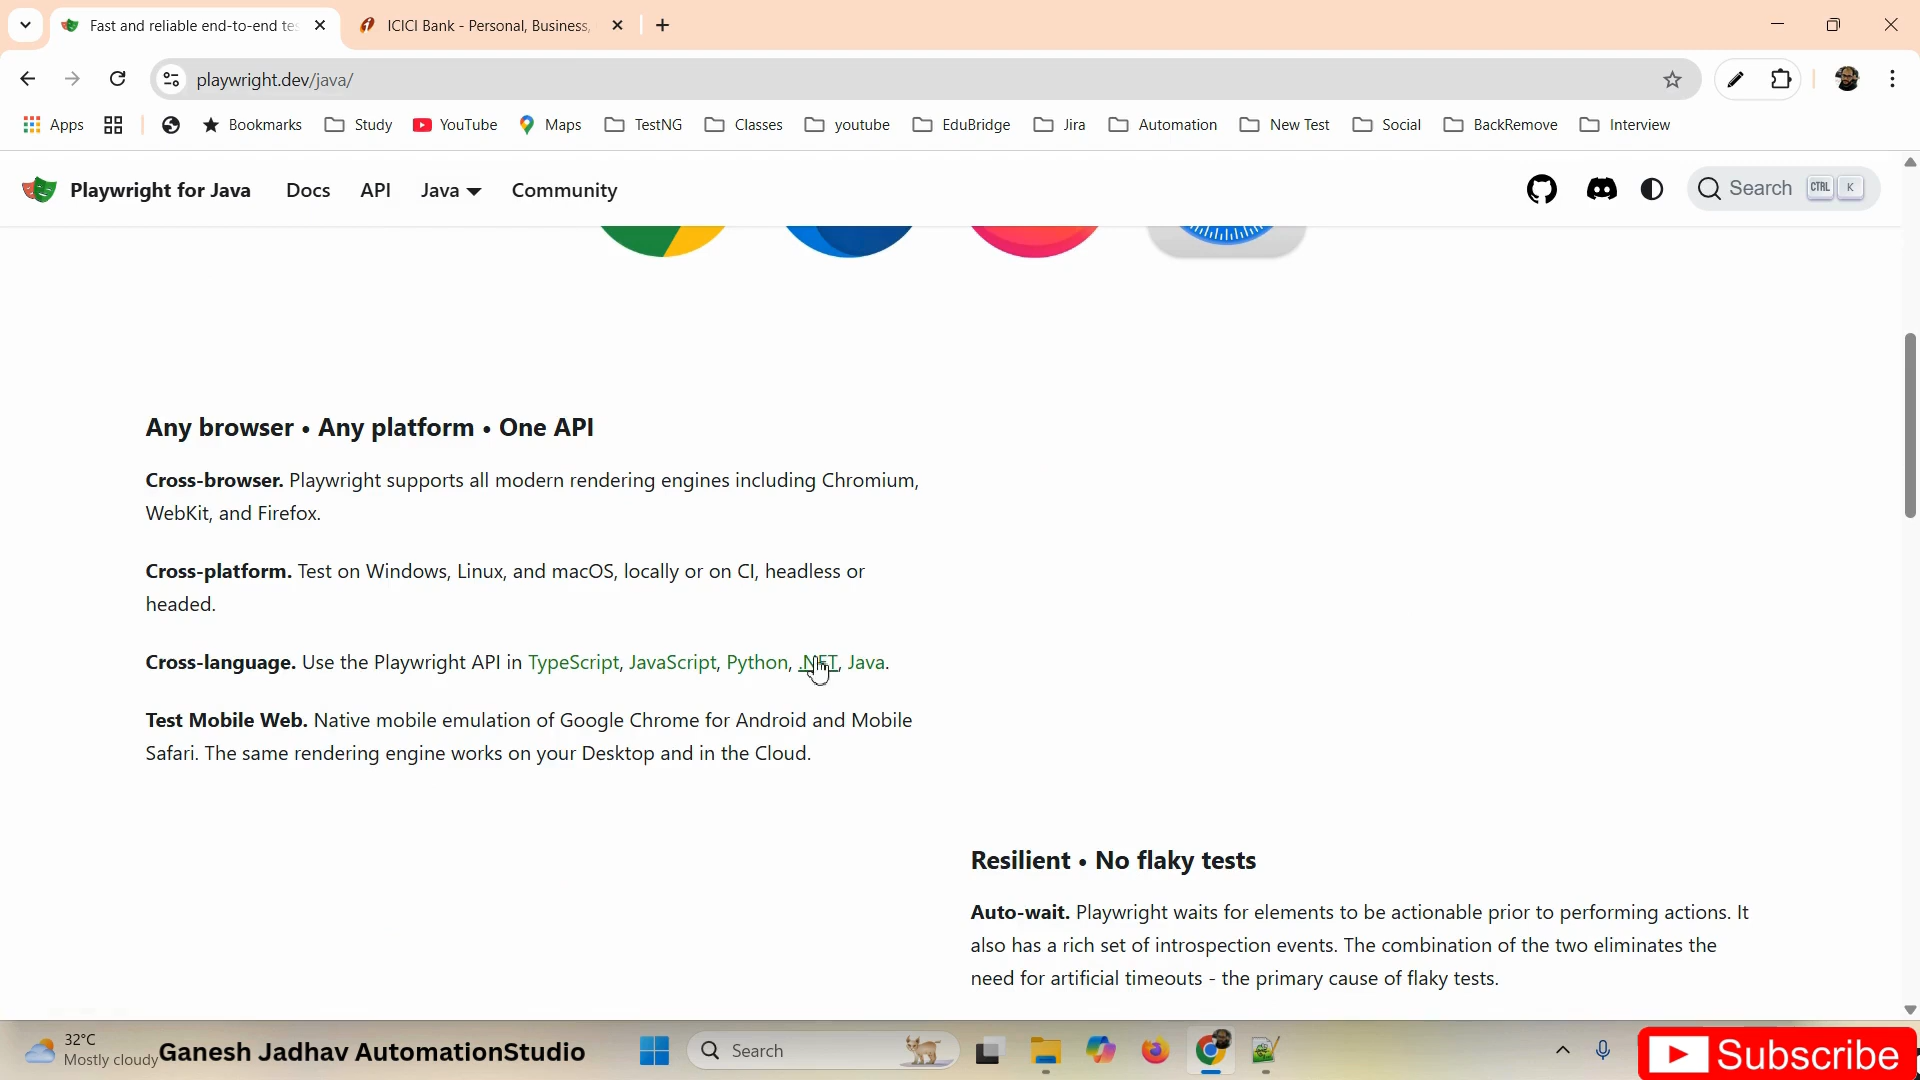 Fast and reliable end-to-end te
ICICI Bank - Personal, Business,
playwright.dev/java/
Apps
Bookmarks
Study
YouTube
Maps
TestNG
Classes
youtube
EduBridge
Jira
Automation
New Test
Social
BackRemove
Interview
Playwright for Java
Docs
API
Java
Community
Search
CTRL
K
Any browser • Any platform • One API
Cross-browser. Playwright supports all modern rendering engines including Chromium,
WebKit, and Firefox.
Cross-platform. Test on Windows, Linux, and macOS, locally or on CI, headless or
headed.
Cross-language. Use the Playwright API in TypeScript, JavaScript, Python, .NET, Java.
Test Mobile Web. Native mobile emulation of Google Chrome for Android and Mobile
Safari. The same rendering engine works on your Desktop and in the Cloud.
Resilient • No flaky tests
Auto-wait. Playwright waits for elements to be actionable prior to performing actions. It
also has a rich set of introspection events. The combination of the two eliminates the
need for artificial timeouts - the primary cause of flaky tests.
32°C
Mostly cloudy
Ganesh Jadhav AutomationStudio
Search
Subscribe